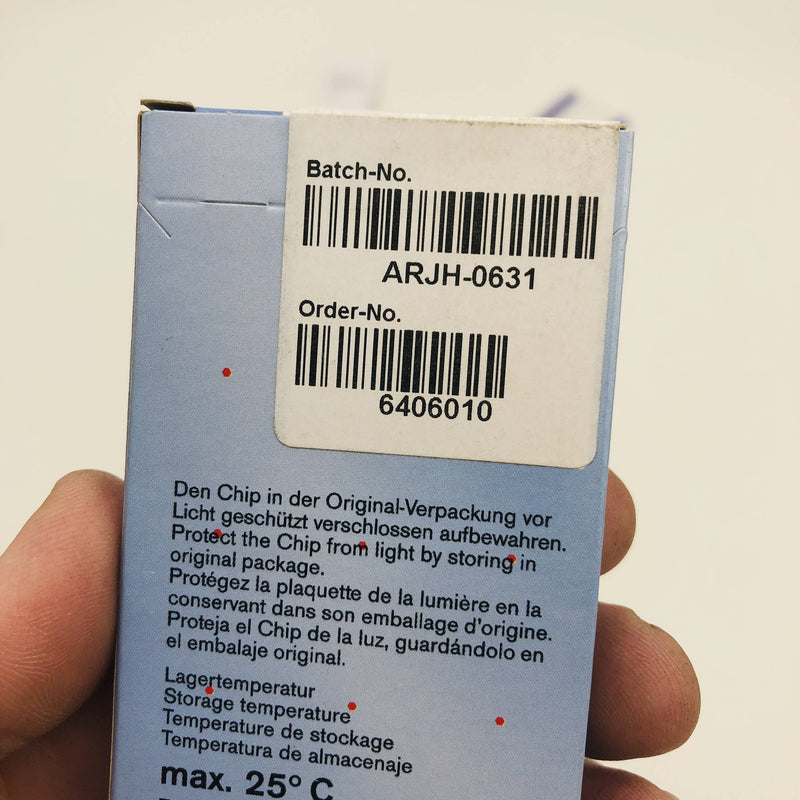 Batch-No.
ARJH-0631
Order-No.
6406010
Den Chip in der Original-Verpackung vor
Licht geschützt verschlossen aufbewahren.
Protect the Chip from light by storing in
original package.
Protégez la plaquette de la lumière en la
conservant dans son emballage d'origine.
Proteja el Chip de la luz, guardándolo en
el embalaje original.
Lagertemperatur
Storage temperature
Temperature de stockage
Temperatura de almacenaje
max. 25° C